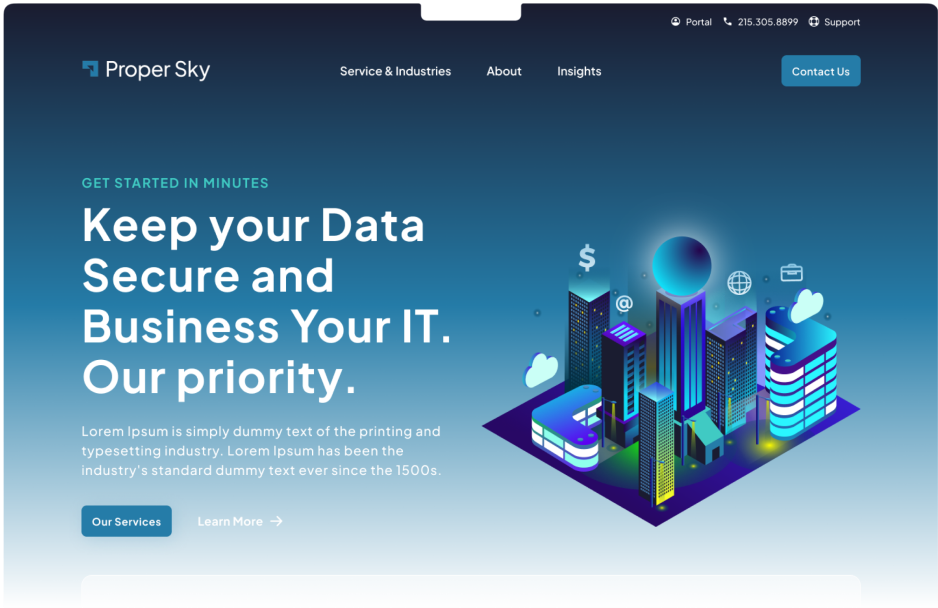 Portal 215.305.8899 Support
Proper Sky Service & Industries About Insights Contact Us
GET STARTED IN MINUTES
Keep your Data
Secure and
Business Your IT.
Our priority.
Lorem Ipsum is simply dummy text of the printing and
typesetting industry. Lorem Ipsum has been the
industry's standard dummy text ever since the 1500s.
Our Services Learn More →
$
@